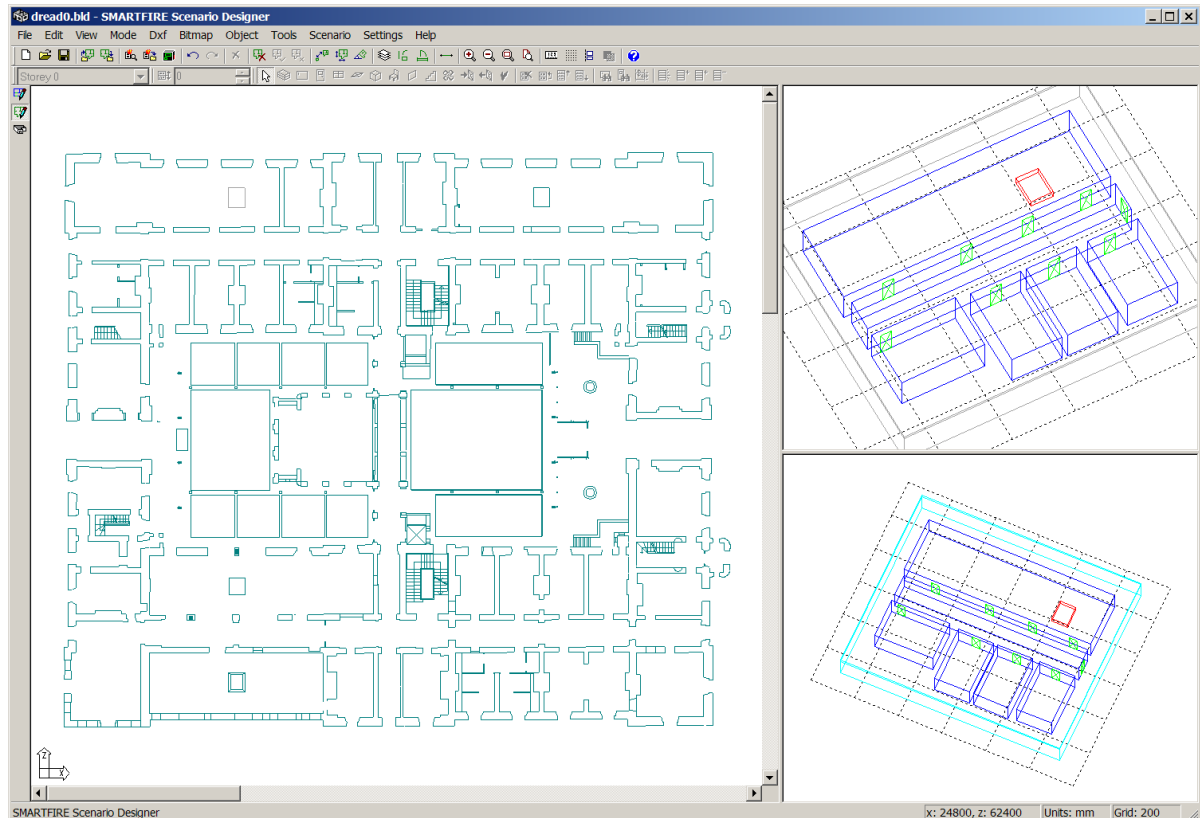 dread0.bld - SMARTFIRE Scenario Designer
File Edit View Mode Dxf Bitmap Object Tools Scenario Settings Help
Storey 0 0
Z
X
SMARTFIRE Scenario Designer x: 24800, z: 62400 Units: mm Grid: 200